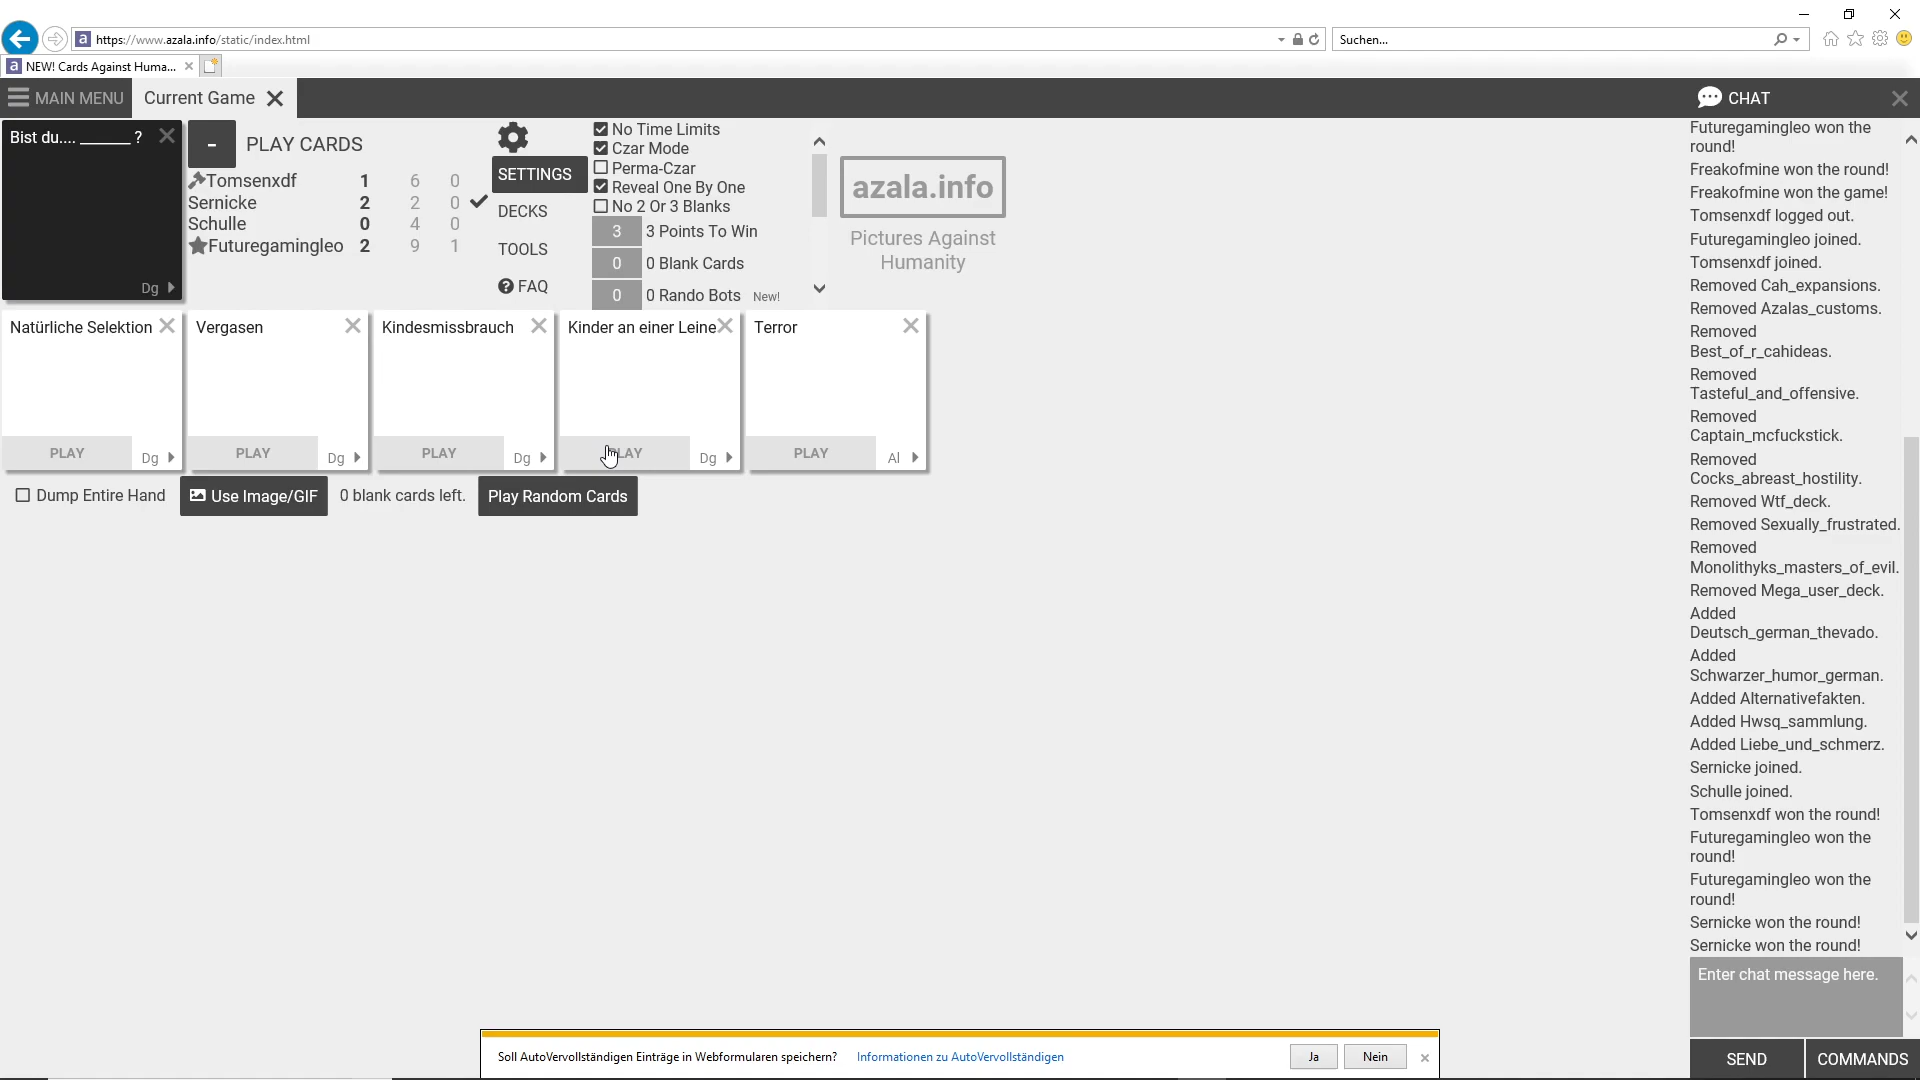 https://www.azala.info/static/index.html
Suchen...
NEW! Cards Against Huma...
MAIN MENU
Current Game
CHAT
Bist du.... ______ ?
Dg
-
PLAY CARDS
Tomsenxdf 1 6 0
Sernicke 2 2 0
Schulle 0 4 0
Futuregamingleo 2 9 1
SETTINGS
DECKS
TOOLS
FAQ
No Time Limits
Czar Mode
Perma-Czar
Reveal One By One
No 2 Or 3 Blanks
3 3 Points To Win
0 0 Blank Cards
0 0 Rando Bots New!
azala.info
Pictures Against
Humanity
Natürliche Selektion
PLAY
Dg
Vergasen
PLAY
Dg
Kindesmissbrauch
PLAY
Dg
Kinder an einer Leine
Dg
Terror
PLAY
Al
Dump Entire Hand
Use Image/GIF
0 blank cards left.
Play Random Cards
Futuregamingleo won the
round!
Freakofmine won the round!
Freakofmine won the game!
Tomsenxdf logged out.
Futuregamingleo joined.
Tomsenxdf joined.
Removed Cah_expansions.
Removed Azalas_customs.
Removed
Best_of_r_cahideas.
Removed
Tasteful_and_offensive.
Removed
Captain_mcfuckstick.
Removed
Cocks_abreast_hostility.
Removed Wtf_deck.
Removed Sexually_frustrated.
Removed
Monolithyks_masters_of_evil.
Removed Mega_user_deck.
Added
Deutsch_german_thevado.
Added
Schwarzer_humor_german.
Added Alternativefakten.
Added Hwsq_sammlung.
Added Liebe_und_schmerz.
Sernicke joined.
Schulle joined.
Tomsenxdf won the round!
Futuregamingleo won the
round!
Futuregamingleo won the
round!
Sernicke won the round!
Sernicke won the round!
Enter chat message here.
SEND
COMMANDS
Soll AutoVervollständigen Einträge in Webformularen speichern?
Informationen zu AutoVervollständigen
Ja
Nein